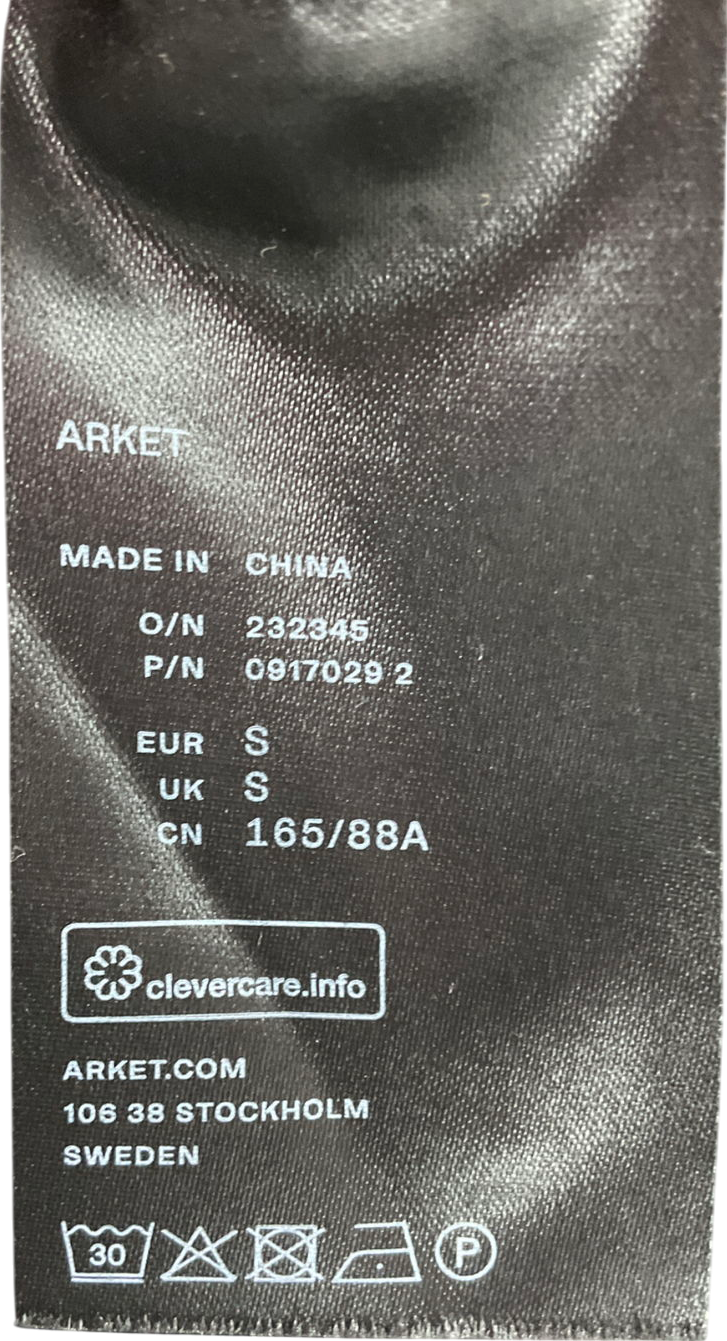 ARKET
MADE IN CHINA
O/N 232345
P/N 0917029 2
EUR S
UK S
CN 165/88A
clevercare.info
ARKET.COM
106 38 STOCKHOLM
SWEDEN
30 P